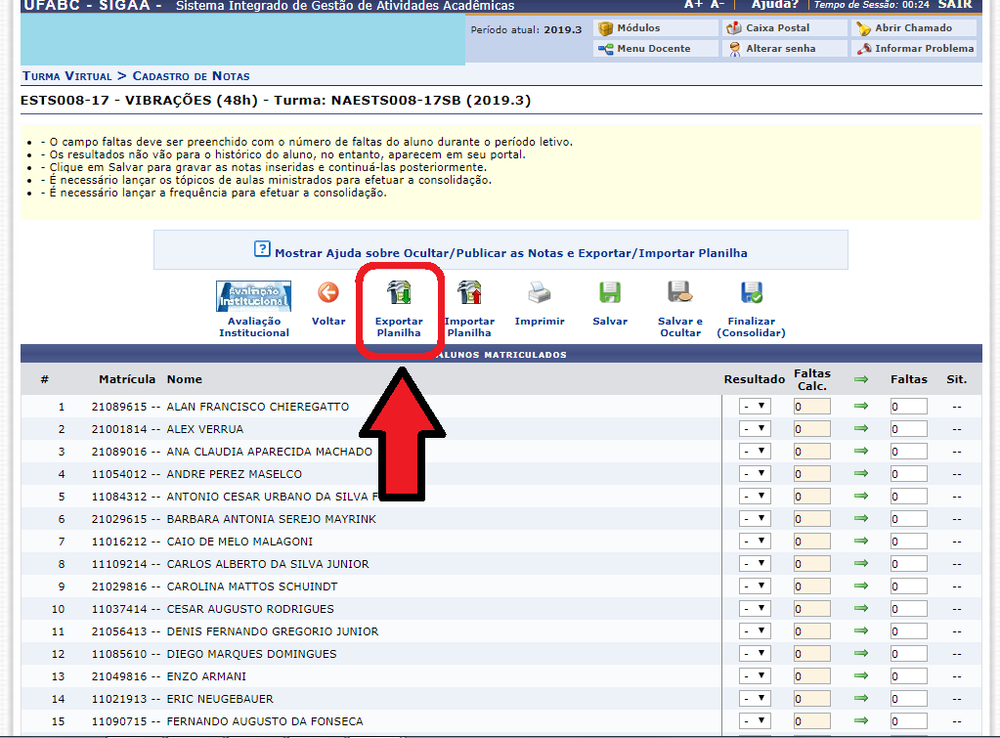 UFABC - SIGAA - Sistema Integrado de Gestão de Atividades Acadêmicas A+ A- | Ajuda? | Tempo de Sessão: 00:24 SAIR
Período atual: 2019.3 Módulos Caixa Postal Abrir Chamado
Menu Docente Alterar senha Informar Problema
Turma Virtual > Cadastro de Notas
ESTS008-17 - VIBRAÇÕES (48h) - Turma: NAESTS008-17SB (2019.3)
- O campo faltas deve ser preenchido com o número de faltas do aluno durante o período letivo.
- Os resultados não vão para o histórico do aluno, no entanto, aparecem em seu portal.
- Clique em Salvar para gravar as notas inseridas e continuá-las posteriormente.
- É necessário lançar os tópicos de aulas ministrados para efetuar a consolidação.
- É necessário lançar a frequência para efetuar a consolidação.
? Mostrar Ajuda sobre Ocultar/Publicar as Notas e Exportar/Importar Planilha
Avaliação
Institucional
Avaliação Voltar Exportar Importar Imprimir Salvar Salvar e Finalizar
Institucional Planilha Planilha Ocultar (Consolidar)
ALUNOS MATRICULADOS
# Matrícula Nome Resultado Faltas Calc. Faltas Sit.
1 21089615 -- ALAN FRANCISCO CHIEREGATTO - 0 0 --
2 21001814 -- ALEX VERRUA - 0 0 --
3 21089016 -- ANA CLAUDIA APARECIDA MACHADO - 0 0 --
4 11054012 -- ANDRE PEREZ MASELCO - 0 0 --
5 11084312 -- ANTONIO CESAR URBANO DA SILVA F - 0 0 --
6 21029615 -- BARBARA ANTONIA SEREJO MAYRINK - 0 0 --
7 11016212 -- CAIO DE MELO MALAGONI - 0 0 --
8 11109214 -- CARLOS ALBERTO DA SILVA JUNIOR - 0 0 --
9 21029816 -- CAROLINA MATTOS SCHUINDT - 0 0 --
10 11037414 -- CESAR AUGUSTO RODRIGUES - 0 0 --
11 21056413 -- DENIS FERNANDO GREGORIO JUNIOR - 0 0 --
12 11085610 -- DIEGO MARQUES DOMINGUES - 0 0 --
13 21049816 -- ENZO ARMANI - 0 0 --
14 11021913 -- ERIC NEUGEBAUER - 0 0 --
15 11090715 -- FERNANDO AUGUSTO DA FONSECA - 0 0 --